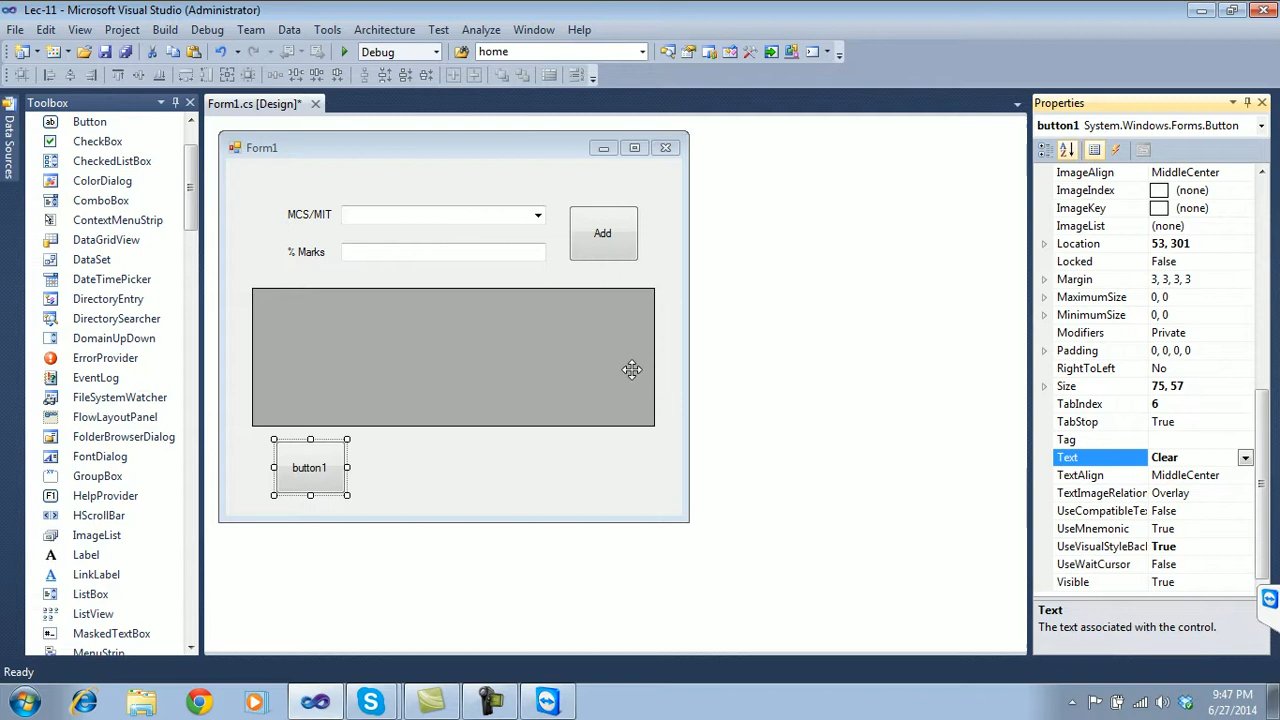 Lec-11 - Microsoft Visual Studio (Administrator)
File Edit View Project Build Debug Team Data Tools Architecture Test Analyze Window Help
Debug home
Toolbox
Form1.cs [Design]*
Properties
Data Sources
Button
CheckBox
CheckedListBox
ColorDialog
ComboBox
ContextMenuStrip
DataGridView
DataSet
DateTimePicker
DirectoryEntry
DirectorySearcher
DomainUpDown
ErrorProvider
EventLog
FileSystemWatcher
FlowLayoutPanel
FolderBrowserDialog
FontDialog
GroupBox
HelpProvider
HScrollBar
ImageList
Label
LinkLabel
ListBox
ListView
MaskedTextBox
MenuStrip
Form1
MCS/MIT
Add
% Marks
button1
button1 System.Windows.Forms.Button
ImageAlign MiddleCenter
ImageIndex (none)
ImageKey (none)
ImageList (none)
Location 53, 301
Locked False
Margin 3, 3, 3, 3
MaximumSize 0, 0
MinimumSize 0, 0
Modifiers Private
Padding 0, 0, 0, 0
RightToLeft No
Size 75, 57
TabIndex 6
TabStop True
Tag
Text Clear
TextAlign MiddleCenter
TextImageRelation Overlay
UseCompatibleTe: False
UseMnemonic True
UseVisualStyleBacl True
UseWaitCursor False
Visible True
Text
The text associated with the control.
Ready
9:47 PM
6/27/2014